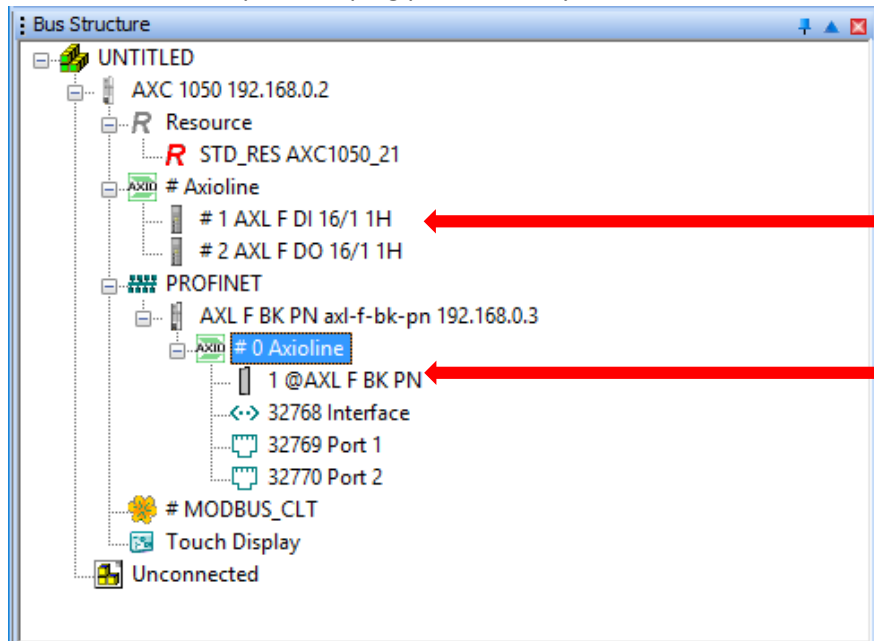 Bus Structure
UNTITLED
AXC 1050 192.168.0.2
R Resource
R STD_RES AXC1050_21
AXIO # Axioline
# 1 AXL F DI 16/1 1H
# 2 AXL F DO 16/1 1H
PROFINET
AXL F BK PN axl-f-bk-pn 192.168.0.3
AXIO # 0 Axioline
1 @AXL F BK PN
32768 Interface
32769 Port 1
32770 Port 2
# MODBUS_CLT
Touch Display
Unconnected